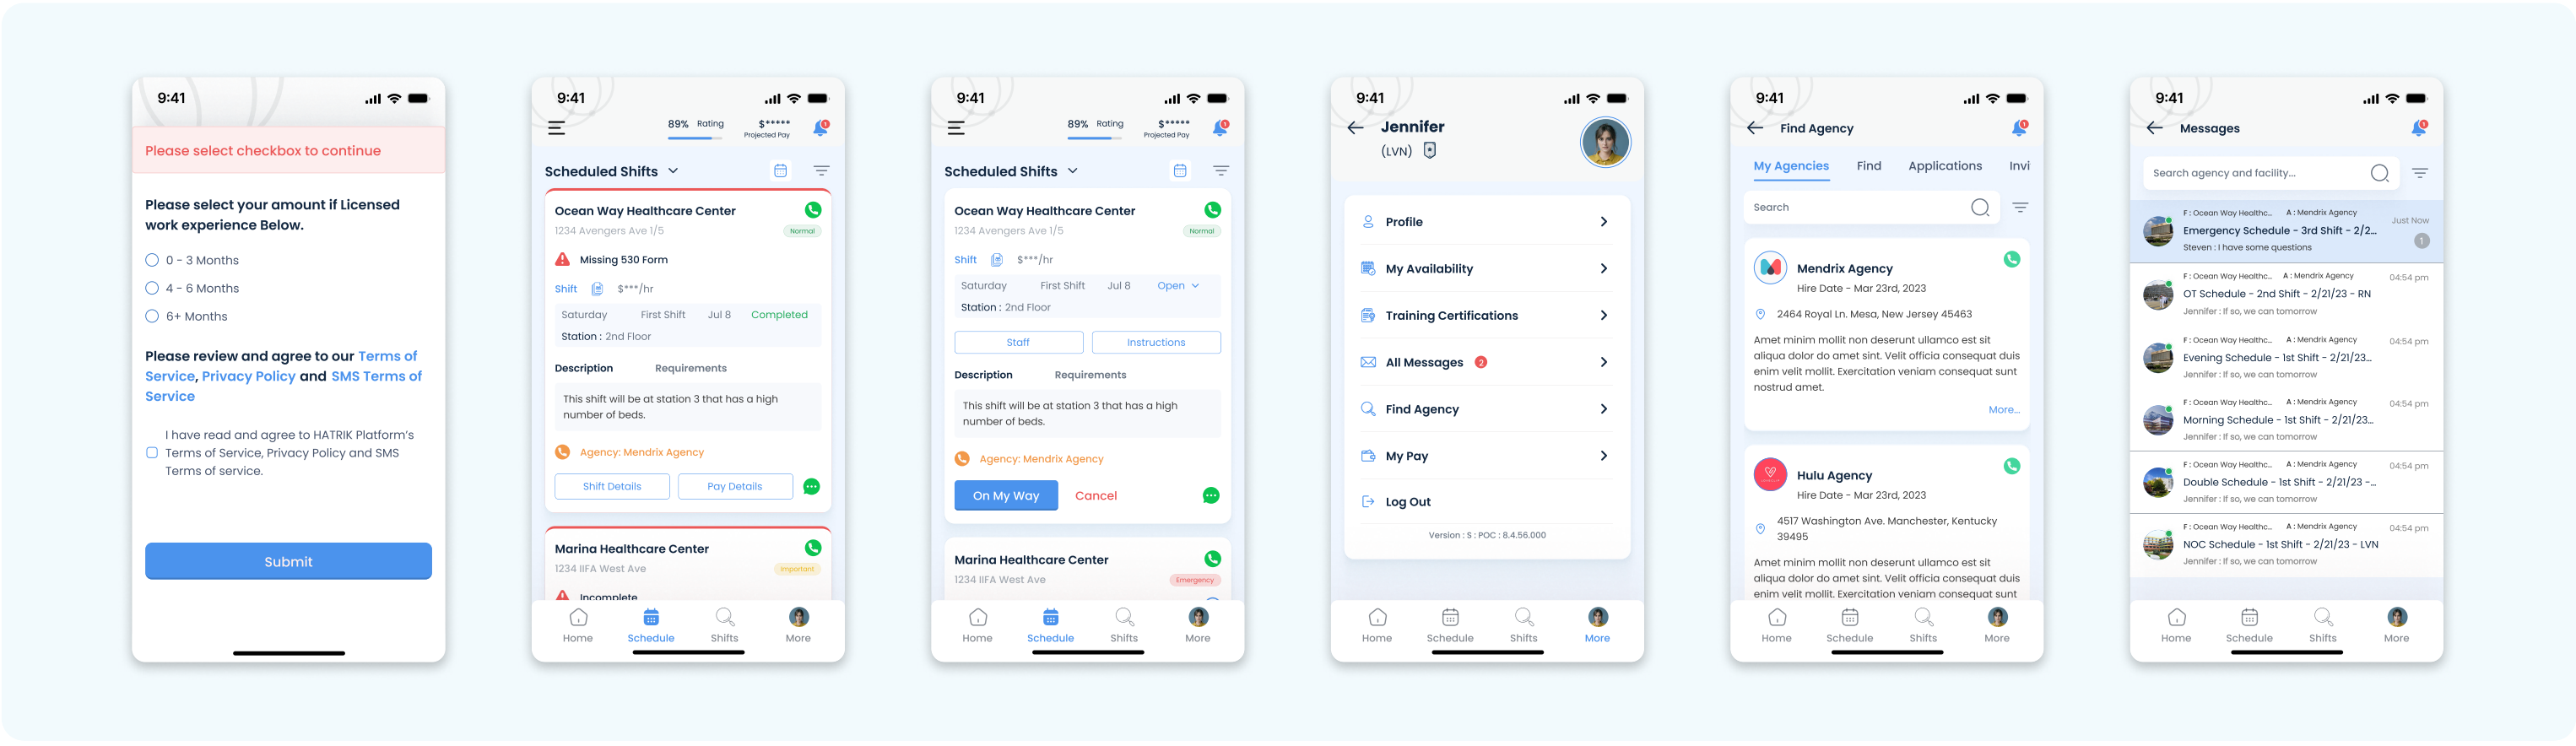 9:41
Please select checkbox to continue
Please select your amount if Licensed
work experience Below.
0 - 3 Months
4 - 6 Months
6+ Months
Please review and agree to our Terms of
Service, Privacy Policy and SMS Terms of
Service
I have read and agree to HATRIK Platform's
Terms of Service, Privacy Policy and SMS
Terms of service.
Submit
9:41
89% Rating
$*****
Projected Pay
1
Scheduled Shifts
Ocean Way Healthcare Center
1234 Avengers Ave 1/5
Normal
Missing 530 Form
Shift $***/hr
Saturday First Shift Jul 8 Completed
Station : 2nd Floor
Description Requirements
This shift will be at station 3 that has a high
number of beds.
Agency: Mendrix Agency
Shift Details Pay Details
Marina Healthcare Center
1234 IIFA West Ave
Important
Incomplete
Home Schedule Shifts More
9:41
89% Rating
$*****
Projected Pay
1
Scheduled Shifts
Ocean Way Healthcare Center
1234 Avengers Ave 1/5
Normal
Shift $***/hr
Saturday First Shift Jul 8 Open
Station : 2nd Floor
Staff Instructions
Description Requirements
This shift will be at station 3 that has a high
number of beds.
Agency: Mendrix Agency
On My Way Cancel
Marina Healthcare Center
1234 IIFA West Ave
Emergency
Home Schedule Shifts More
9:41
Jennifer
(LVN)
Profile
My Availability
Training Certifications
All Messages 2
Find Agency
My Pay
Log Out
Version : S : POC : 8.4.56.000
Home Schedule Shifts More
9:41
Find Agency
1
My Agencies Find Applications Invi
Search
Mendrix Agency
Hire Date - Mar 23rd, 2023
2464 Royal Ln. Mesa, New Jersey 45463
Amet minim mollit non deserunt ullamco est sit
aliqua dolor do amet sint. Velit officia consequat duis
enim velit mollit. Exercitation veniam consequat sunt
nostrud amet.
More...
Hulu Agency
Hire Date - Mar 23rd, 2023
4517 Washington Ave. Manchester, Kentucky
39495
Amet minim mollit non deserunt ullamco est sit
aliqua dolor do amet sint. Velit officia consequat duis
enim velit mollit. Exercitation veniam consequat sunt
Home Schedule Shifts More
9:41
Messages
1
Search agency and facility...
F : Ocean Way Healthc... A : Mendrix Agency
Just Now
Emergency Schedule - 3rd Shift - 2/2...
1
Steven : I have some questions
F : Ocean Way Healthc... A : Mendrix Agency
04:54 pm
OT Schedule - 2nd Shift - 2/21/23 - RN
Jennifer : If so, we can tomorrow
F : Ocean Way Healthc... A : Mendrix Agency
04:54 pm
Evening Schedule - 1st Shift - 2/21/23...
Jennifer : If so, we can tomorrow
F : Ocean Way Healthc... A : Mendrix Agency
04:54 pm
Morning Schedule - 1st Shift - 2/21/23...
Jennifer : If so, we can tomorrow
F : Ocean Way Healthc... A : Mendrix Agency
04:54 pm
Double Schedule - 1st Shift - 2/21/23 -...
Jennifer : If so, we can tomorrow
F : Ocean Way Healthc... A : Mendrix Agency
04:54 pm
NOC Schedule - 1st Shift - 2/21/23 - LVN
Jennifer : If so, we can tomorrow
Home Schedule Shifts More